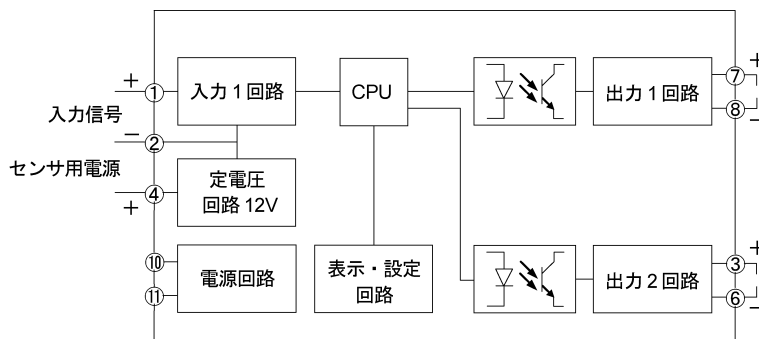 +
①
入力信号
−
②
センサ用電源
④
+
⑩
⑪
入力1回路
定電圧
回路 12V
電源回路
CPU
表示・設定
回路
出力1回路
⑦
+
⑧
−
出力2回路
③
+
⑥
−